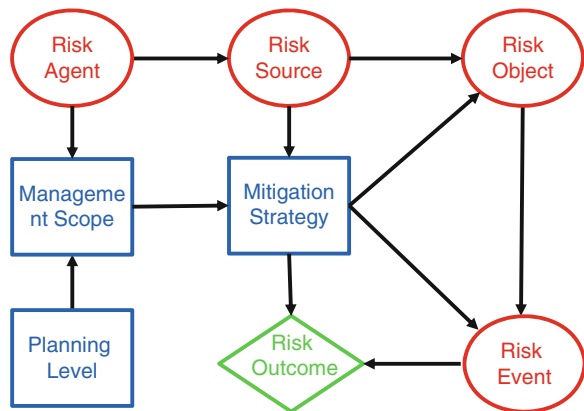 Risk
Agent
Risk
Source
Risk
Object
Manageme
nt Scope
Mitigation
Strategy
Planning
Level
Risk
Outcome
Risk
Event